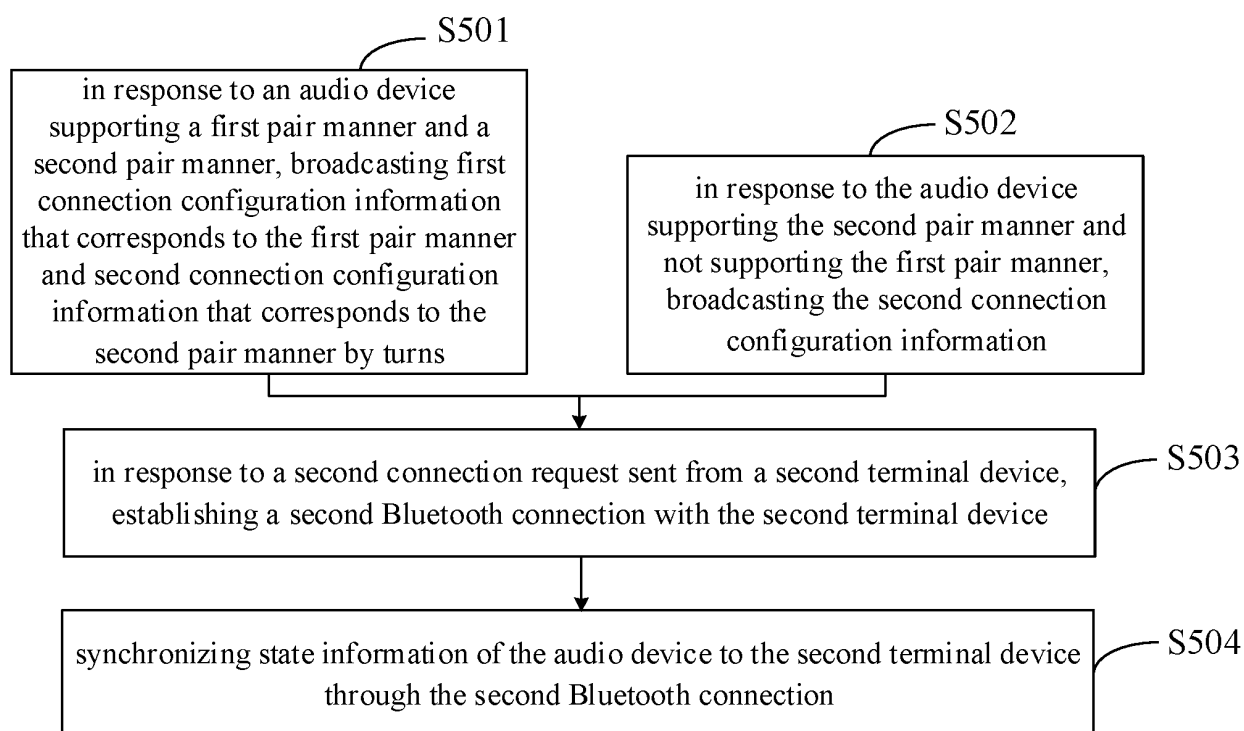 S501
in response to an audio device
supporting a first pair manner and a
second pair manner, broadcasting first
connection configuration information
that corresponds to the first pair manner
and second connection configuration
information that corresponds to the
second pair manner by turns
S502
in response to the audio device
supporting the second pair manner and
not supporting the first pair manner,
broadcasting the second connection
configuration information
S503
in response to a second connection request sent from a second terminal device,
establishing a second Bluetooth connection with the second terminal device
S504
synchronizing state information of the audio device to the second terminal device
through the second Bluetooth connection